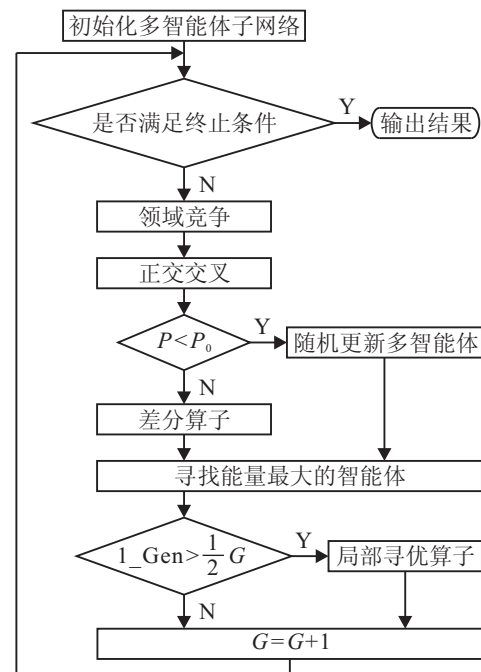 初始化多智能体子网络
是否满足终止条件
Y
输出结果
N
领域竞争
正交交叉
P<P₀
Y
随机更新多智能体
N
差分算子
寻找能量最大的智能体
1_Gen>1/2 G
Y
局部寻优算子
N
G=G+1